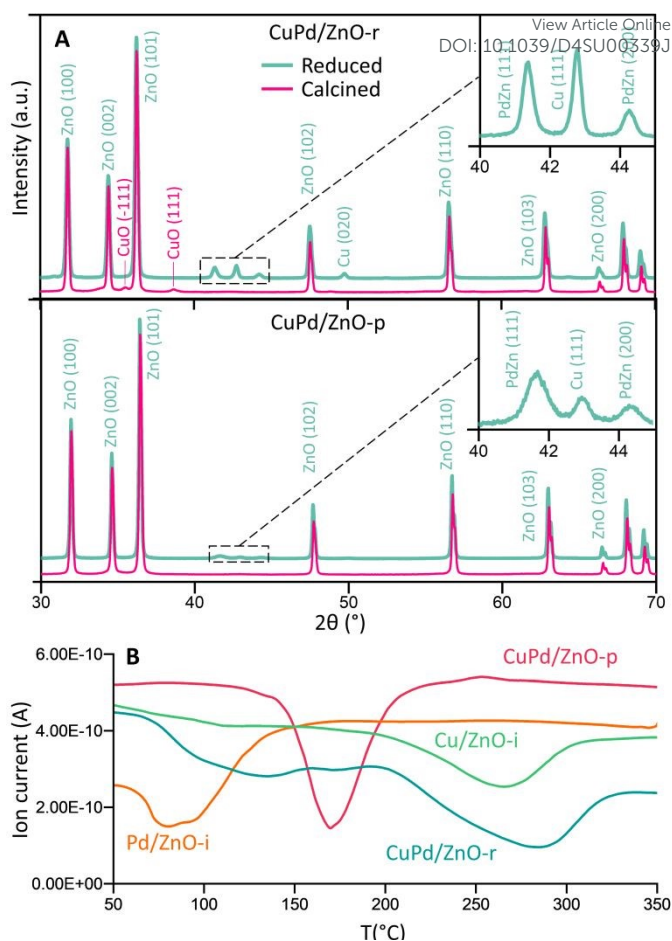 View Article Online
DOI: 10.1039/D4SU00339J
A
CuPd/ZnO-r
Reduced
Calcined
Intensity (a.u.)
ZnO (100)
ZnO (002)
CuO (-111)
ZnO (101)
CuO (111)
ZnO (102)
Cu (020)
ZnO (110)
ZnO (103)
ZnO (200)
PdZn (111)
Cu (111)
PdZn (200)
40 42 44
CuPd/ZnO-p
ZnO (100)
ZnO (002)
ZnO (101)
ZnO (102)
ZnO (110)
ZnO (103)
ZnO (200)
PdZn (111)
Cu (111)
PdZn (200)
40 42 44
30 40 50 60 70
2θ (°)
B
6.00E-10
4.00E-10
2.00E-10
0.00E+00
Ion current (A)
CuPd/ZnO-p
Cu/ZnO-i
Pd/ZnO-i
CuPd/ZnO-r
50 100 150 200 250 300 350
T(°C)